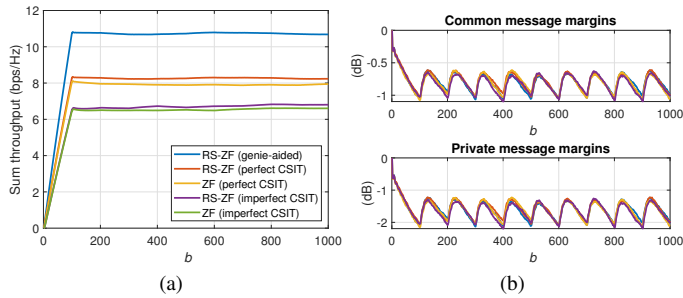 12
10
8
6
4
2
0
Sum throughput (bps/Hz)
RS-ZF (genie-aided)
RS-ZF (perfect CSIT)
ZF (perfect CSIT)
RS-ZF (imperfect CSIT)
ZF (imperfect CSIT)
0 200 400 600 800 1000
b
(a)
Common message margins
0
-0.5
-1
(dB)
0 200 400 600 800 1000
b
Private message margins
0
-1
-2
(dB)
0 200 400 600 800 1000
b
(b)